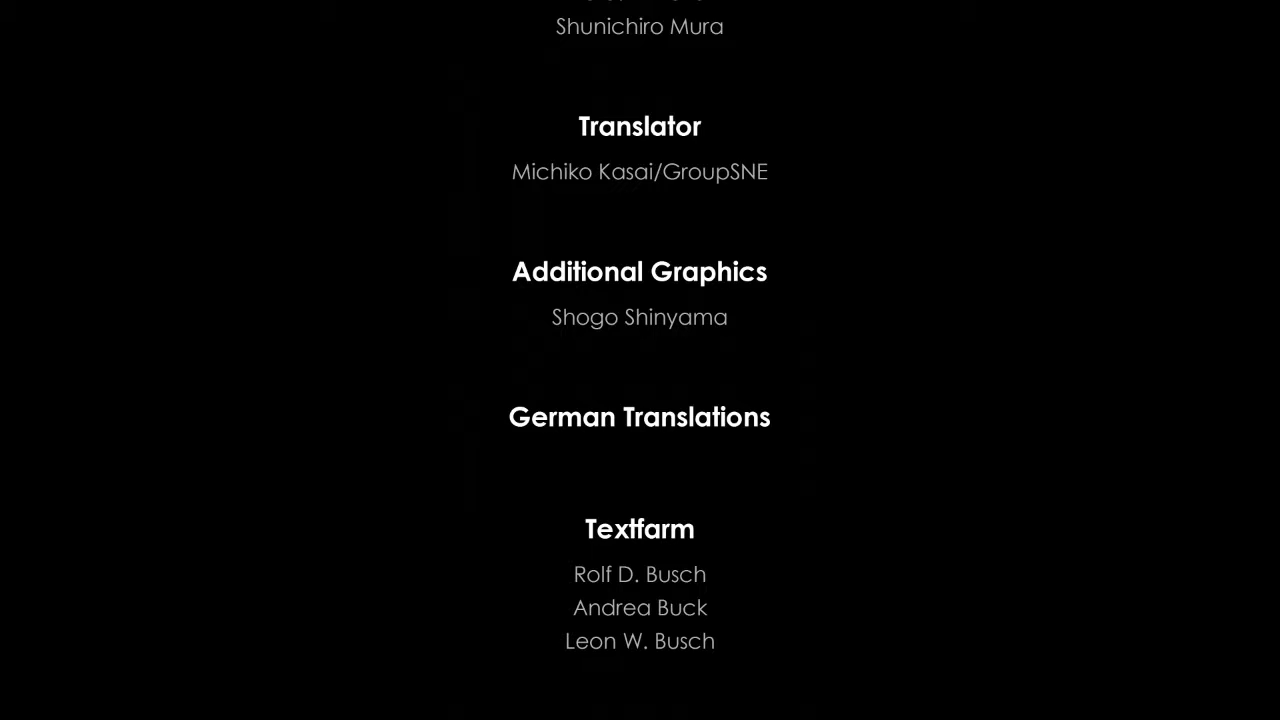 Shunichiro Mura
Translator
Michiko Kasai/GroupSNE
Additional Graphics
Shogo Shinyama
German Translations
Textfarm
Rolf D. Busch
Andrea Buck
Leon W. Busch